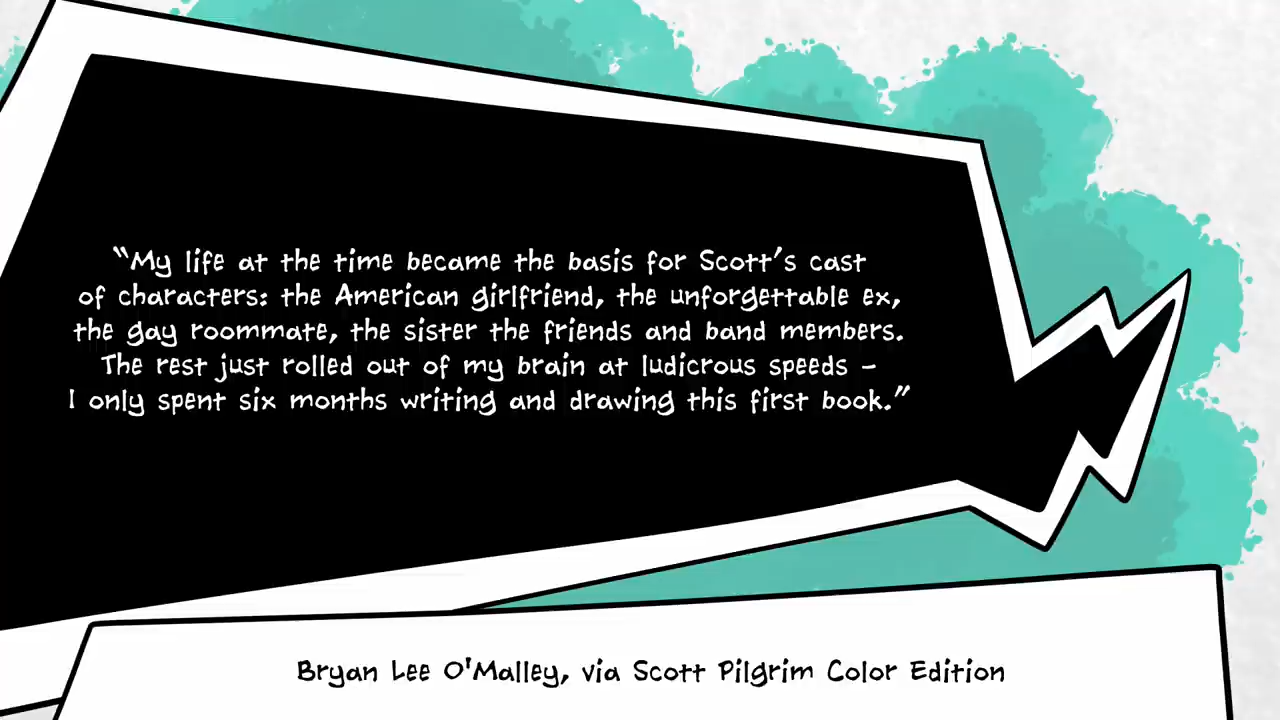 “My life at the time became the basis for Scott’s cast
of characters: the American girlfriend, the unforgettable ex,
the gay roommate, the sister the friends and band members.
The rest just rolled out of my brain at ludicrous speeds –
I only spent six months writing and drawing this first book.”
Bryan Lee O'Malley, via Scott Pilgrim Color Edition